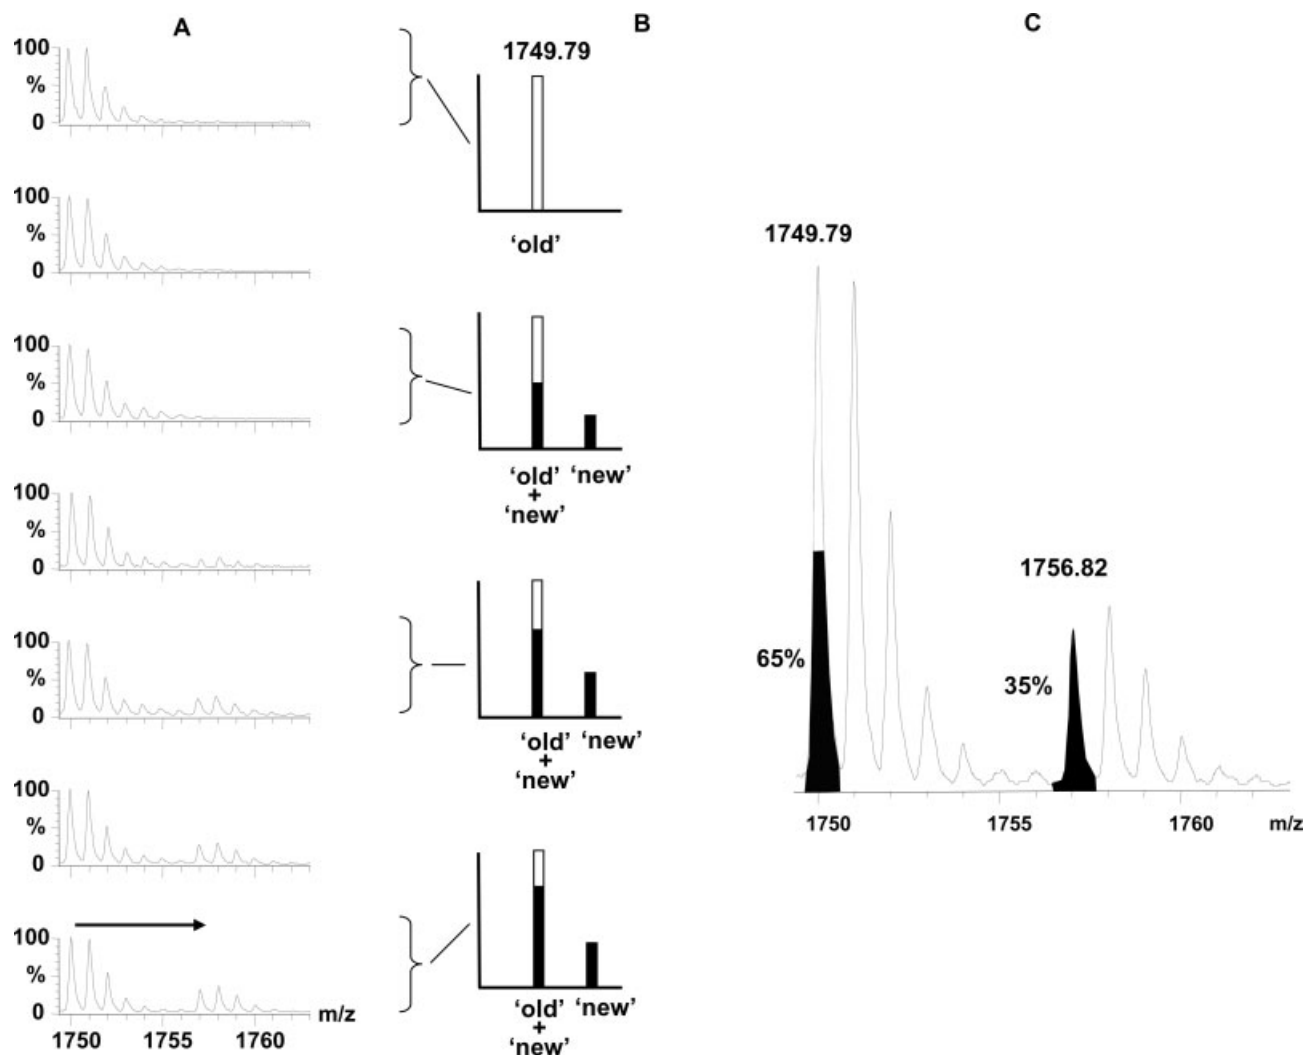 A
100
%
0
100
%
0
100
%
0
100
%
0
100
%
0
100
%
0
100
%
0
m/z
1750 1755 1760
B
1749.79
‘old’
‘old’ ‘new’
+
‘new’
‘old’ ‘new’
+
‘new’
‘old’ ‘new’
+
‘new’
C
1749.79
1756.82
65%
35%
1750 1755 1760 m/z